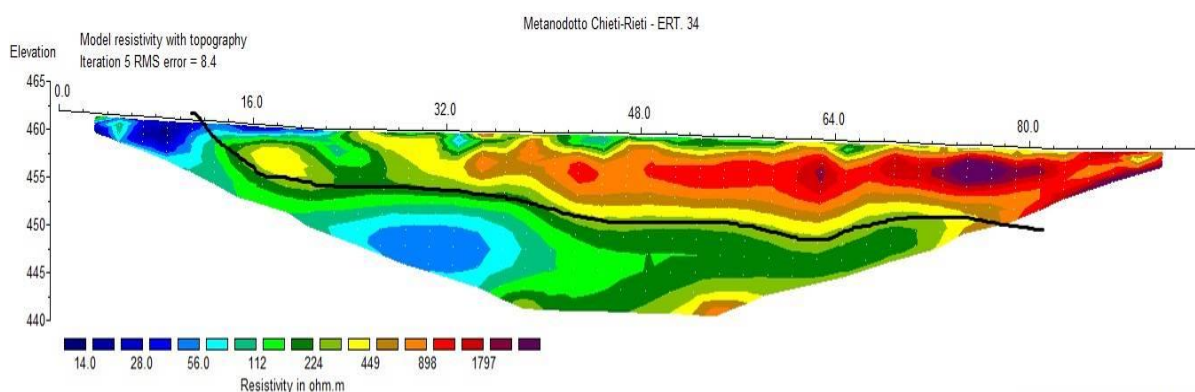 Metanodotto Chieti-Rieti - ERT. 34
Model resistivity with topography
Elevation
Iteration 5 RMS error = 8.4
465
0.0
16.0
32.0
48.0
64.0
80.0
460
455
450
445
440
14.0 28.0 56.0 112 224 449 898 1797
Resistivity in ohm.m